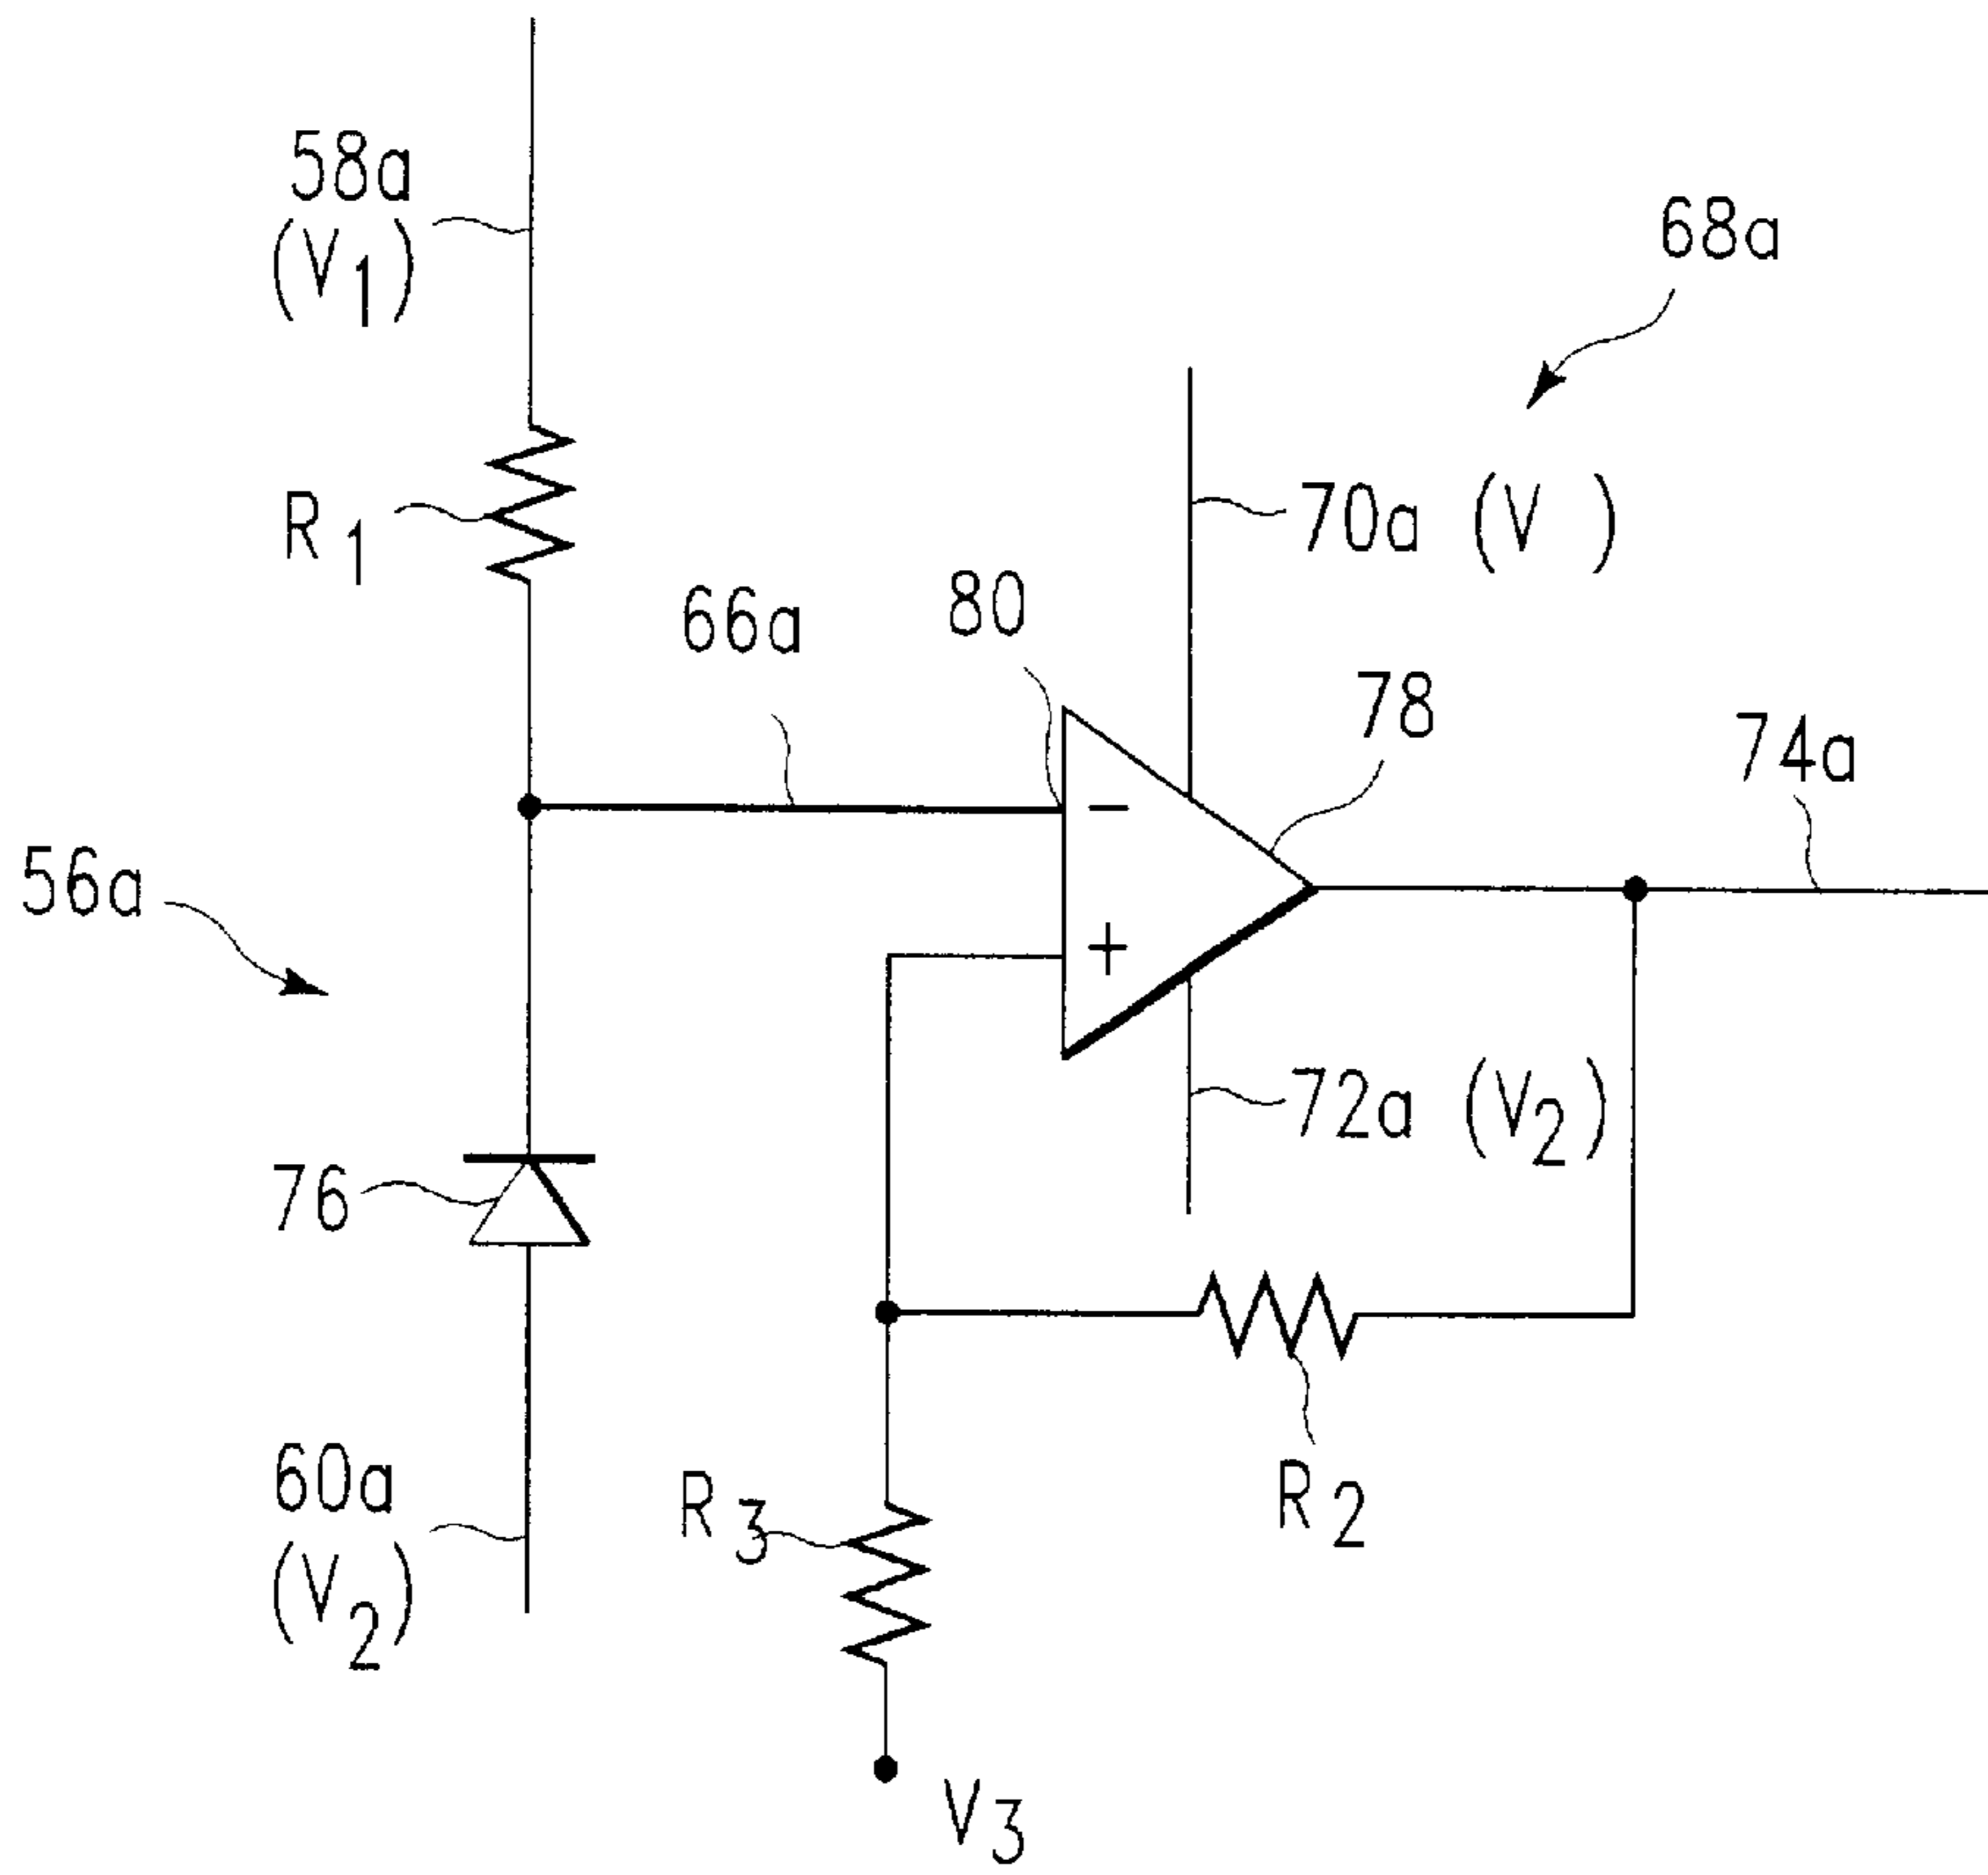 58a
(V1)
68a
R1
70a (V )
66a
80
78
74a
56a
-
+
72a (V2)
76
60a
(V2)
R3
R2
V3